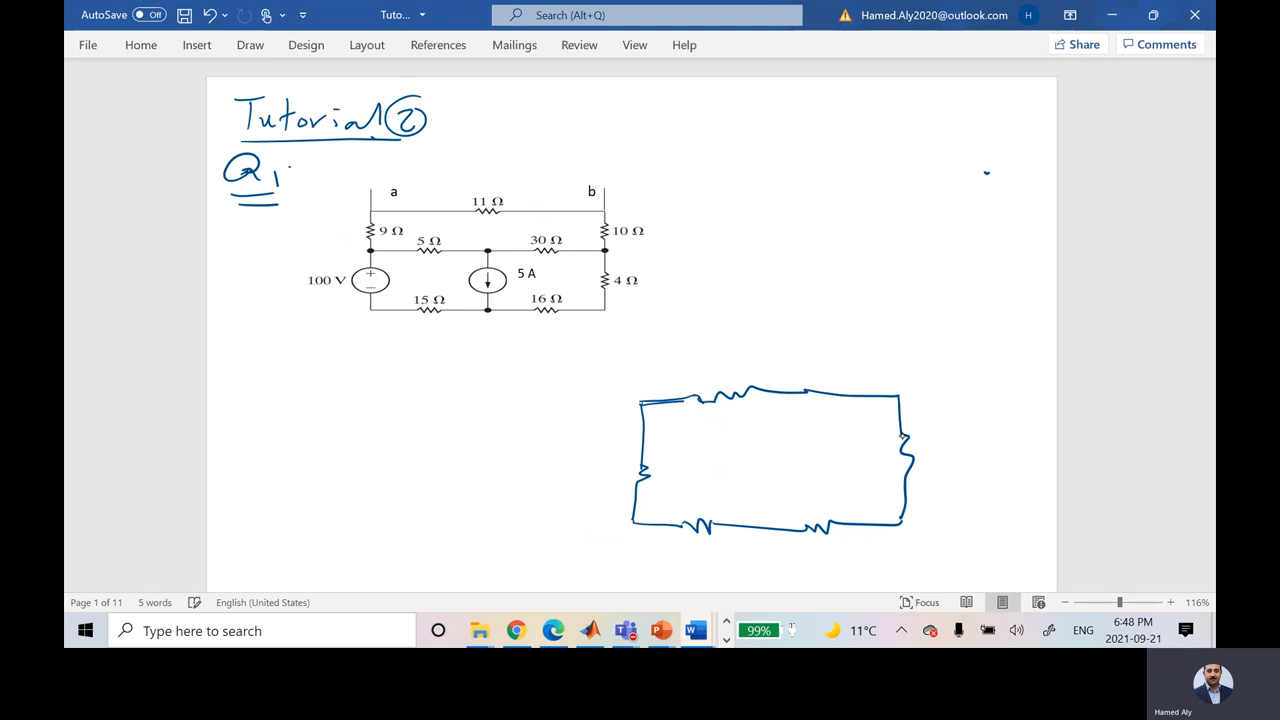 AutoSave Off Tuto... Search (Alt+Q) Hamed.Aly2020@outlook.com H
File Home Insert Draw Design Layout References Mailings Review View Help Share Comments
Tutorial 2
Q1
a b
11 Ω
9 Ω 10 Ω
5 Ω 30 Ω
100 V + − 5 A 4 Ω
15 Ω 16 Ω
Page 1 of 11 5 words English (United States) Focus 116%
Type here to search 99% 11°C ENG 6:48 PM 2021-09-21
Hamed Aly